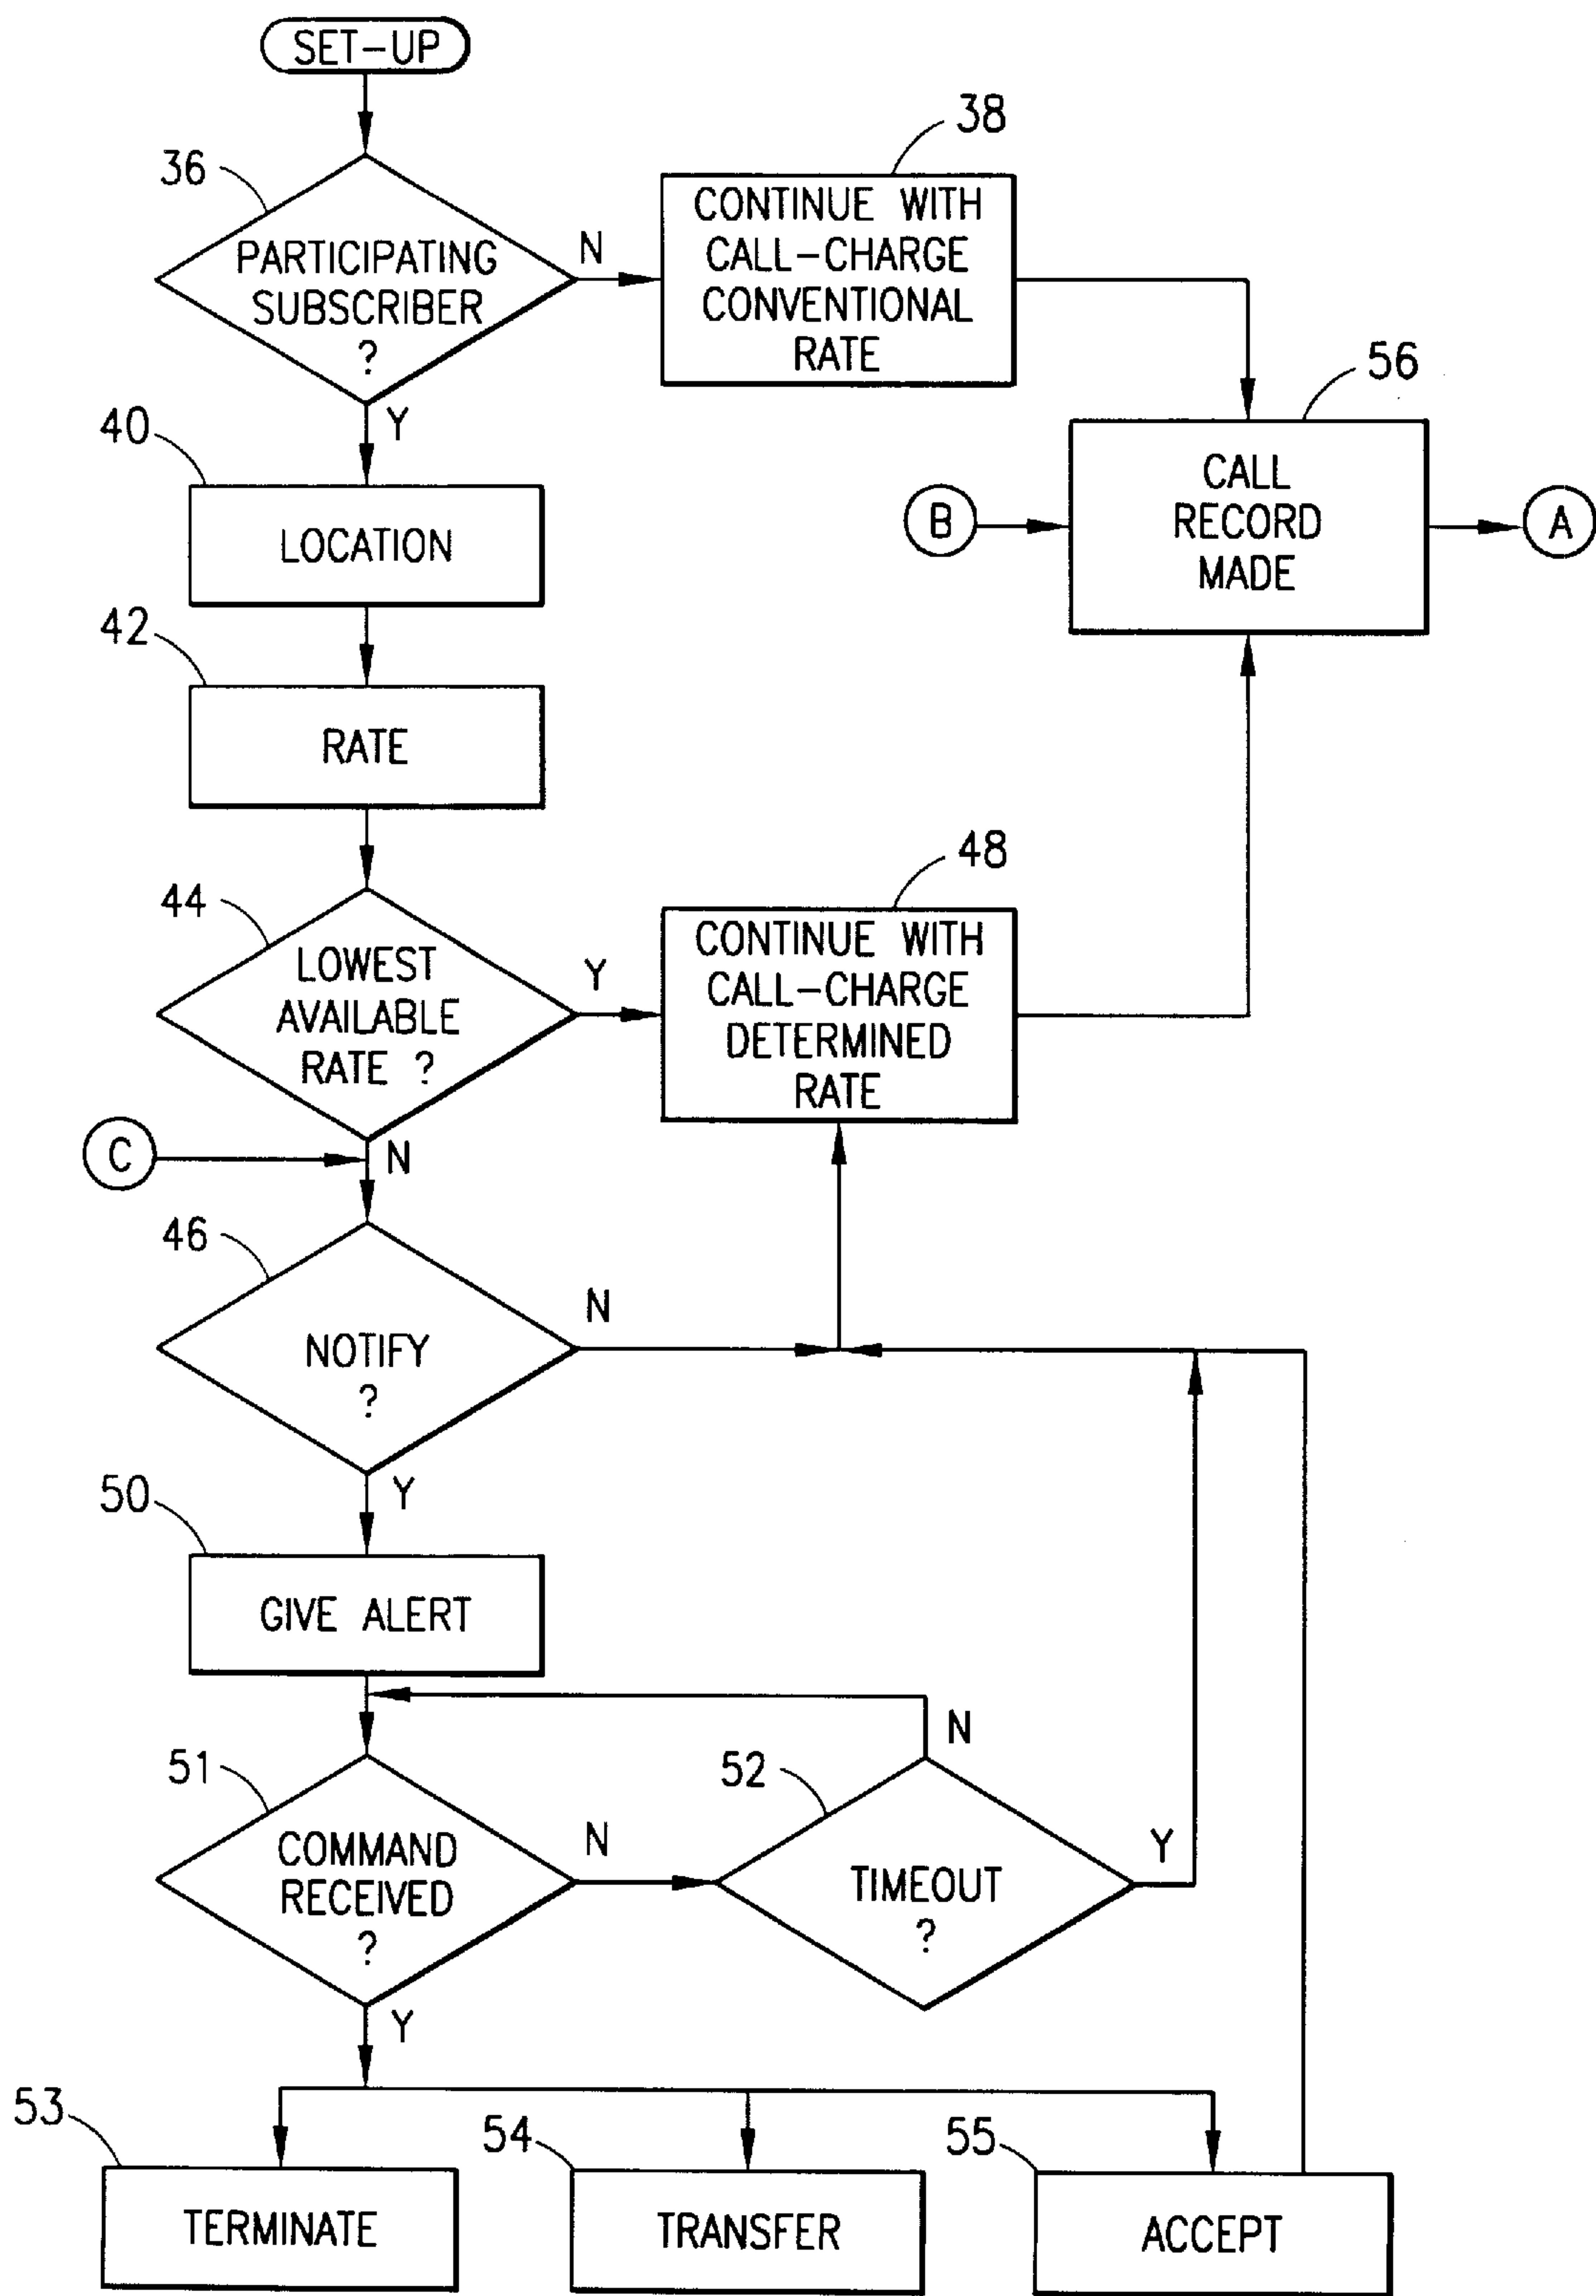 SET-UP
36
PARTICIPATING
SUBSCRIBER
?
N
Y
38
CONTINUE WITH
CALL-CHARGE
CONVENTIONAL
RATE
56
CALL
RECORD
MADE
B
A
40
LOCATION
42
RATE
44
LOWEST
AVAILABLE
RATE ?
Y
N
48
CONTINUE WITH
CALL-CHARGE
DETERMINED
RATE
C
46
NOTIFY
?
N
Y
50
GIVE ALERT
51
COMMAND
RECEIVED
?
N
Y
52
TIMEOUT
?
N
Y
53
TERMINATE
54
TRANSFER
55
ACCEPT